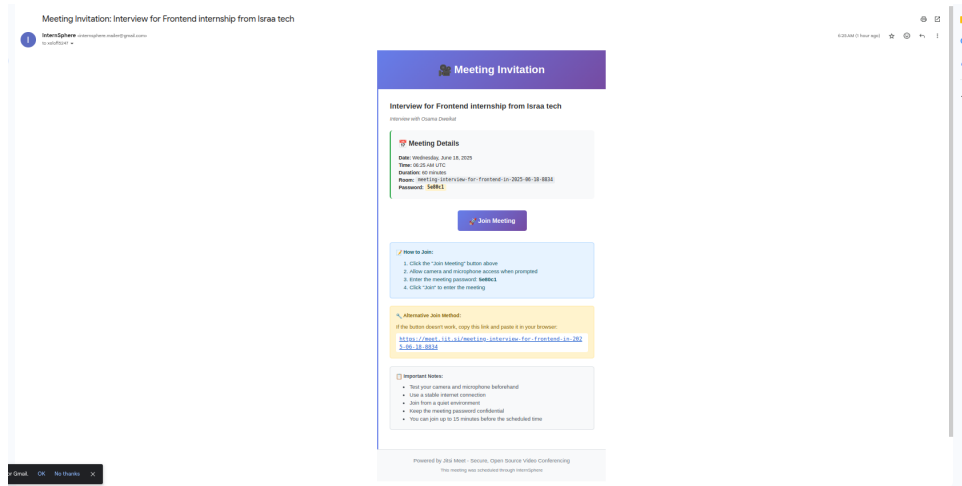 Meeting Invitation: Interview for Frontend internship from Israa tech
InternSphere
6:25 AM (1 hour ago)
I
Meeting Invitation
Interview for Frontend internship from Israa tech
Interview with Osama Dweikat
Meeting Details
Date: Wednesday, June 18, 2025
Time: 06:25 AM UTC
Duration: 60 minutes
Room: meeting-interview-for-frontend-in-2025-06-18-8834
Password: 5e80c1
Join Meeting
How to Join:
1. Click the "Join Meeting" button above
2. Allow camera and microphone access when prompted
3. Enter the meeting password: 5e80c1
4. Click "Join" to enter the meeting
Alternative Join Method:
If the button doesn't work, copy this link and paste it in your browser:
https://meet.jit.si/meeting-interview-for-frontend-in-202
5-06-18-8834
Important Notes:
• Test your camera and microphone beforehand
• Use a stable internet connection
• Join from a quiet environment
• Keep the meeting password confidential
• You can join up to 15 minutes before the scheduled time
Powered by Jitsi Meet - Secure, Open Source Video Conferencing
This meeting was scheduled through InternSphere
or Gmail. OK No thanks